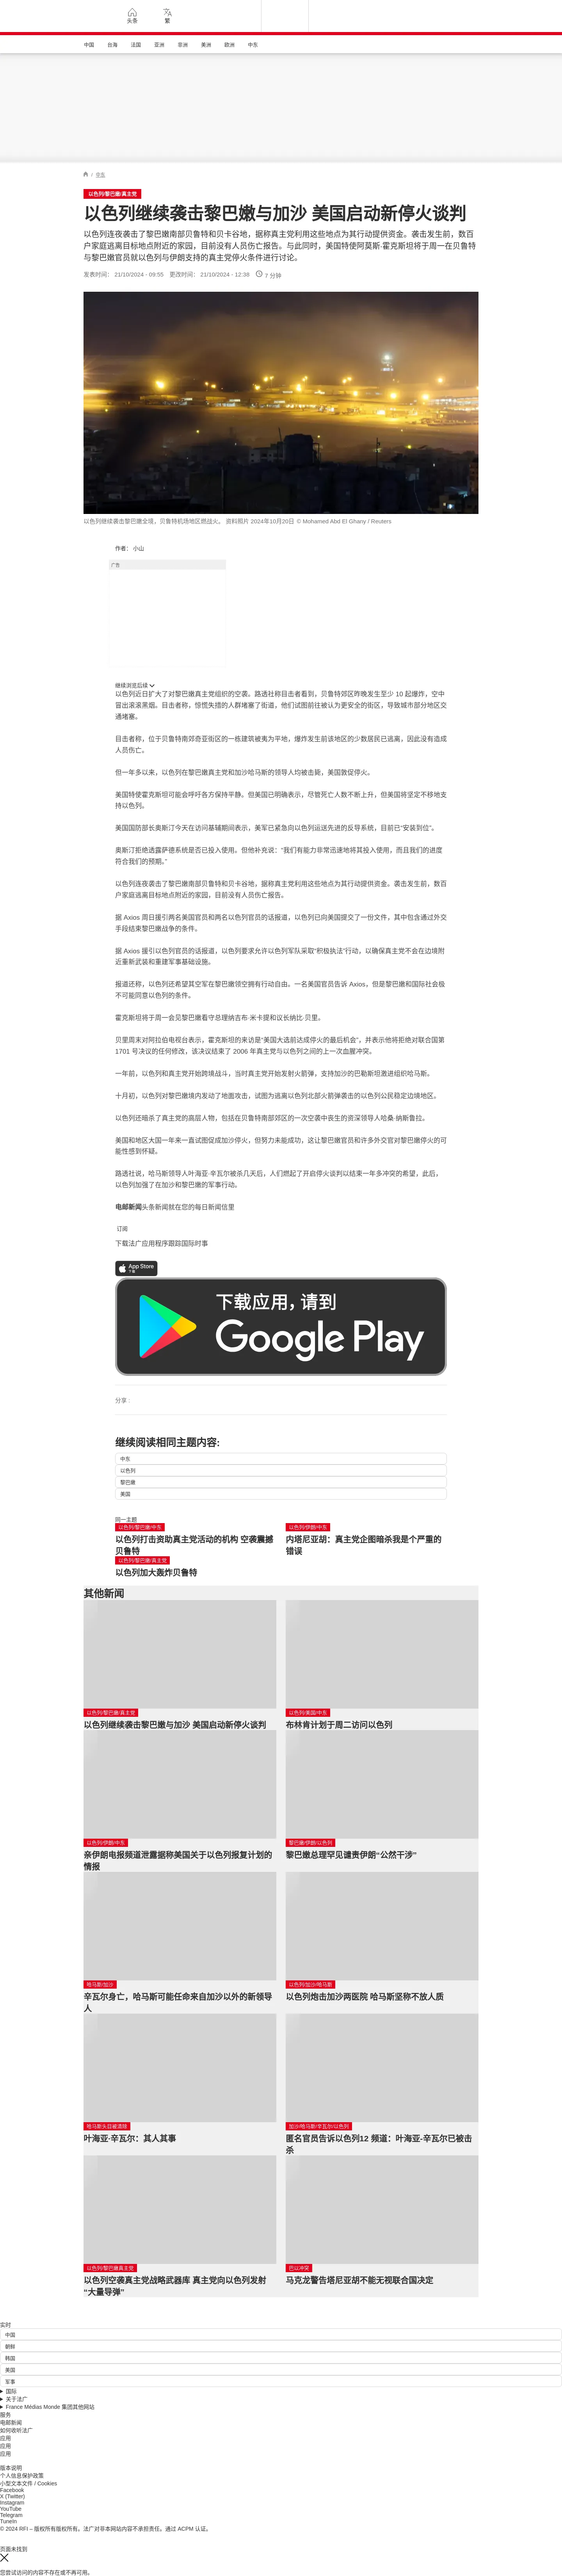 头条
繁
中国
台海
法国
亚洲
非洲
美洲
欧洲
中东
/ 中东
以色列/黎巴嫩/真主党
以色列继续袭击黎巴嫩与加沙 美国启动新停火谈判
以色列连夜袭击了黎巴嫩南部贝鲁特和贝卡谷地，据称真主党利用这些地点为其行动提供资金。袭击发生前，数百
户家庭逃离目标地点附近的家园，目前没有人员伤亡报告。与此同时，美国特使阿莫斯·霍克斯坦将于周一在贝鲁特
与黎巴嫩官员就以色列与伊朗支持的真主党停火条件进行讨论。
发表时间： 21/10/2024 - 09:55 更改时间： 21/10/2024 - 12:38 7 分钟
以色列继续袭击黎巴嫩全境，贝鲁特机场地区燃战火。 资料照片 2024年10月20日 © Mohamed Abd El Ghany / Reuters
作者： 小山
广告
继续浏览后续
以色列近日扩大了对黎巴嫩真主党组织的空袭。路透社称目击者看到，贝鲁特郊区昨晚发生至少 10 起爆炸，空中
冒出滚滚黑烟。目击者称，惊慌失措的人群堵塞了街道，他们试图前往被认为更安全的街区，导致城市部分地区交
通堵塞。
目击者称，位于贝鲁特南郊奇亚街区的一栋建筑被夷为平地，爆炸发生前该地区的少数居民已逃离，因此没有造成
人员伤亡。
但一年多以来，以色列在黎巴嫩真主党和加沙哈马斯的领导人均被击毙，美国敦促停火。
美国特使霍克斯坦可能会呼吁各方保持平静。但美国已明确表示，尽管死亡人数不断上升，但美国将坚定不移地支
持以色列。
美国国防部长奥斯汀今天在访问基辅期间表示，美军已紧急向以色列运送先进的反导系统，目前已“安装到位”。
奥斯汀拒绝透露萨德系统是否已投入使用。但他补充说：“我们有能力非常迅速地将其投入使用，而且我们的进度
符合我们的预期。”
以色列连夜袭击了黎巴嫩南部贝鲁特和贝卡谷地，据称真主党利用这些地点为其行动提供资金。袭击发生前，数百
户家庭逃离目标地点附近的家园，目前没有人员伤亡报告。
据 Axios 周日援引两名美国官员和两名以色列官员的话报道，以色列已向美国提交了一份文件，其中包含通过外交
手段结束黎巴嫩战争的条件。
据 Axios 援引以色列官员的话报道，以色列要求允许以色列军队采取“积极执法”行动，以确保真主党不会在边境附
近重新武装和重建军事基础设施。
报道还称，以色列还希望其空军在黎巴嫩领空拥有行动自由。一名美国官员告诉 Axios，但是黎巴嫩和国际社会极
不可能同意以色列的条件。
霍克斯坦将于周一会见黎巴嫩看守总理纳吉布·米卡提和议长纳比·贝里。
贝里周末对阿拉伯电视台表示，霍克斯坦的来访是“美国大选前达成停火的最后机会”，并表示他将拒绝对联合国第
1701 号决议的任何修改，该决议结束了 2006 年真主党与以色列之间的上一次血腥冲突。
一年前，以色列和真主党开始跨境战斗，当时真主党开始发射火箭弹，支持加沙的巴勒斯坦激进组织哈马斯。
十月初，以色列对黎巴嫩境内发动了地面攻击，试图为逃离以色列北部火箭弹袭击的以色列公民稳定边境地区。
以色列还暗杀了真主党的高层人物，包括在贝鲁特南部郊区的一次空袭中丧生的资深领导人哈桑·纳斯鲁拉。
美国和地区大国一年来一直试图促成加沙停火，但努力未能成功，这让黎巴嫩官员和许多外交官对黎巴嫩停火的可
能性感到怀疑。
路透社说，哈马斯领导人叶海亚·辛瓦尔被杀几天后，人们燃起了开启停火谈判以结束一年多冲突的希望，此后，
以色列加强了在加沙和黎巴嫩的军事行动。
电邮新闻头条新闻就在您的每日新闻信里
订阅
下载法广应用程序跟踪国际时事
App Store
下载
下载应用，请到
Google Play
分享 :
继续阅读相同主题内容:
中东
以色列
黎巴嫩
美国
同一主题
以色列/黎巴嫩/中东
以色列打击资助真主党活动的机构 空袭震撼
贝鲁特
以色列/伊朗/中东
内塔尼亚胡：真主党企图暗杀我是个严重的
错误
以色列/黎巴嫩/真主党
以色列加大轰炸贝鲁特
其他新闻
以色列/黎巴嫩/真主党
以色列继续袭击黎巴嫩与加沙 美国启动新停火谈判
以色列/美国/中东
布林肯计划于周二访问以色列
以色列/伊朗/中东
亲伊朗电报频道泄露据称美国关于以色列报复计划的
情报
黎巴嫩/伊朗/以色列
黎巴嫩总理罕见谴责伊朗“公然干涉”
哈马斯/加沙
辛瓦尔身亡，哈马斯可能任命来自加沙以外的新领导
人
以色列/加沙/哈马斯
以色列炮击加沙两医院 哈马斯坚称不放人质
哈马斯头目被清除
叶海亚·辛瓦尔：其人其事
加沙/哈马斯/辛瓦尔/以色列
匿名官员告诉以色列12 频道：叶海亚-辛瓦尔已被击
杀
以色列/黎巴嫩真主党
以色列空袭真主党战略武器库 真主党向以色列发射
“大量导弹”
巴以冲突
马克龙警告塔尼亚胡不能无视联合国决定
实时
中国
朝鲜
韩国
美国
军事
国际
关于法广
France Médias Monde 集团其他网站
服务
电邮新闻
如何收听法广
应用
应用
应用
版本说明
个人信息保护政策
小型文本文件 / Cookies
Facebook
X (Twitter)
Instagram
YouTube
Telegram
TuneIn
© 2024 RFI – 版权所有版权所有。法广对非本网站内容不承担责任。通过 ACPM 认证。
页面未找到
您尝试访问的内容不存在或不再可用。